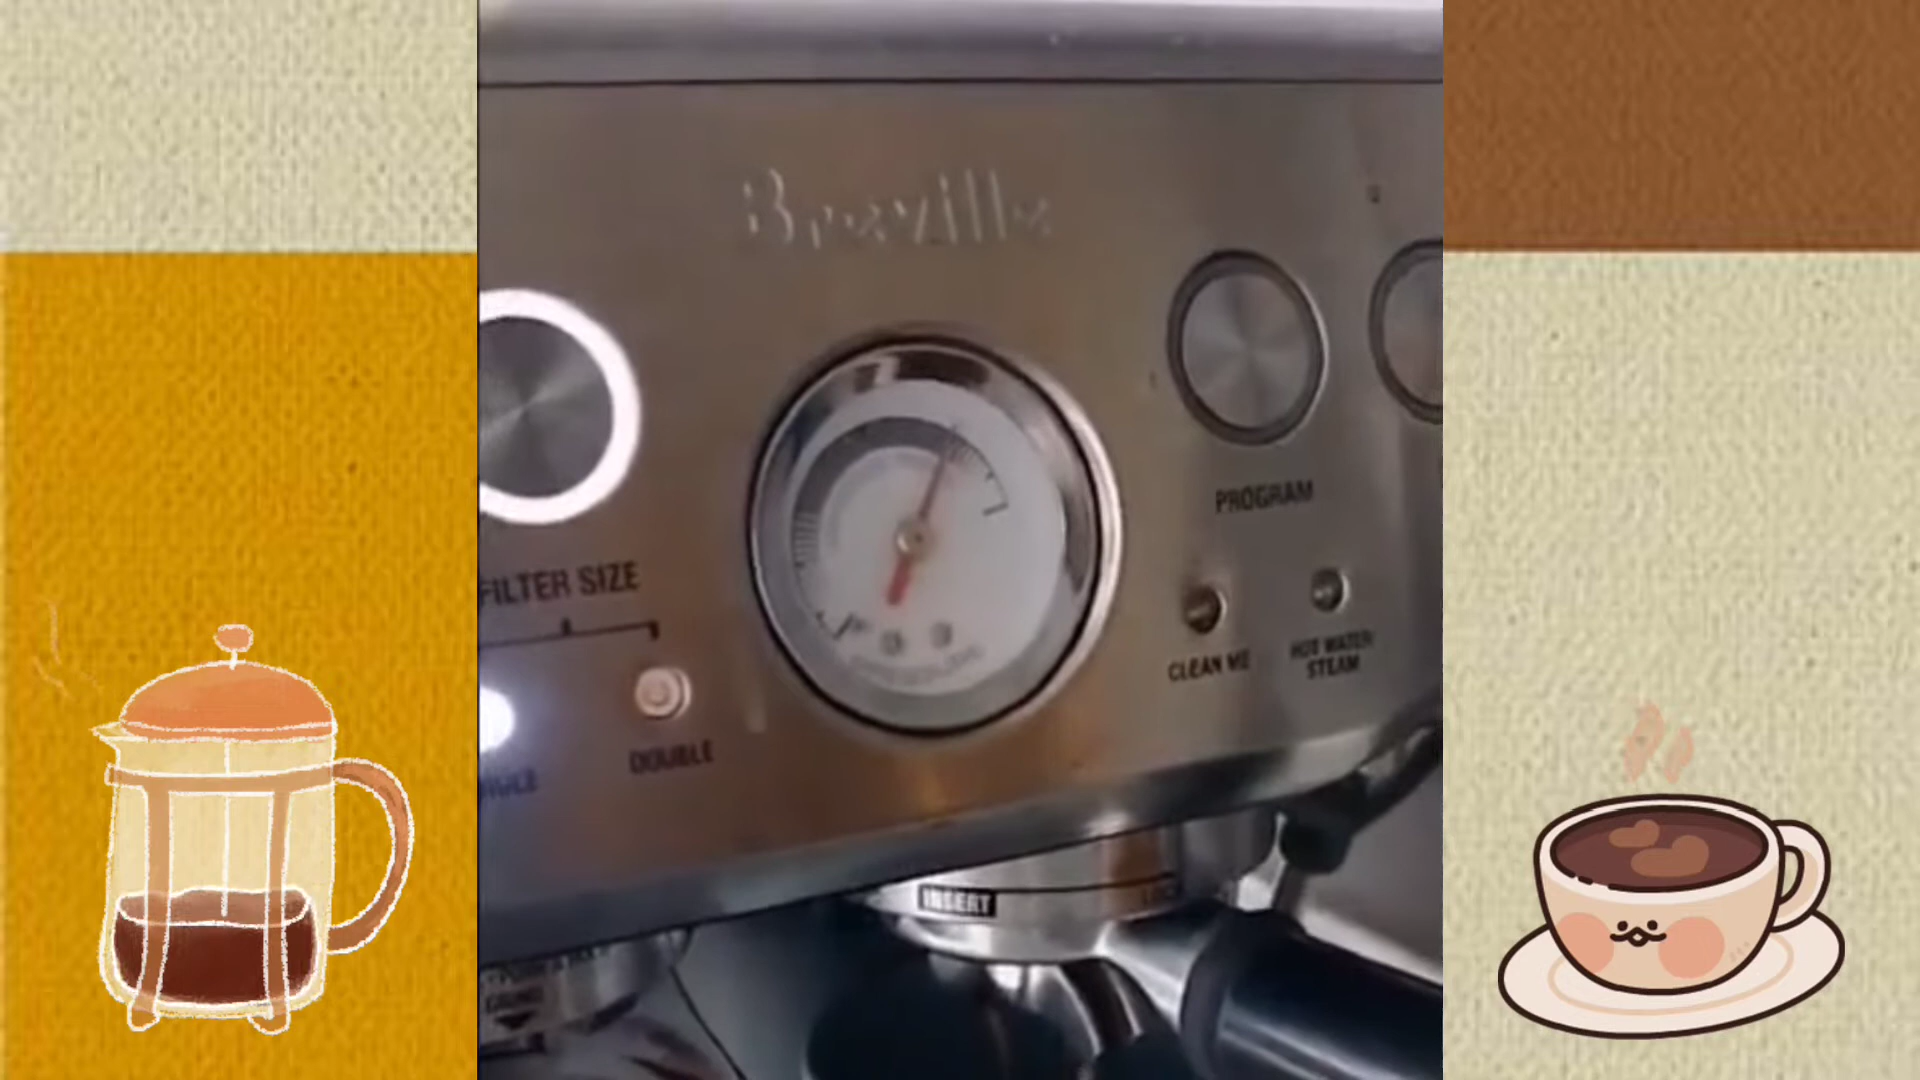 Breville
PROGRAM
FILTER SIZE
CLEAN ME
HOT WATER
STEAM
DOUBLE
INSERT